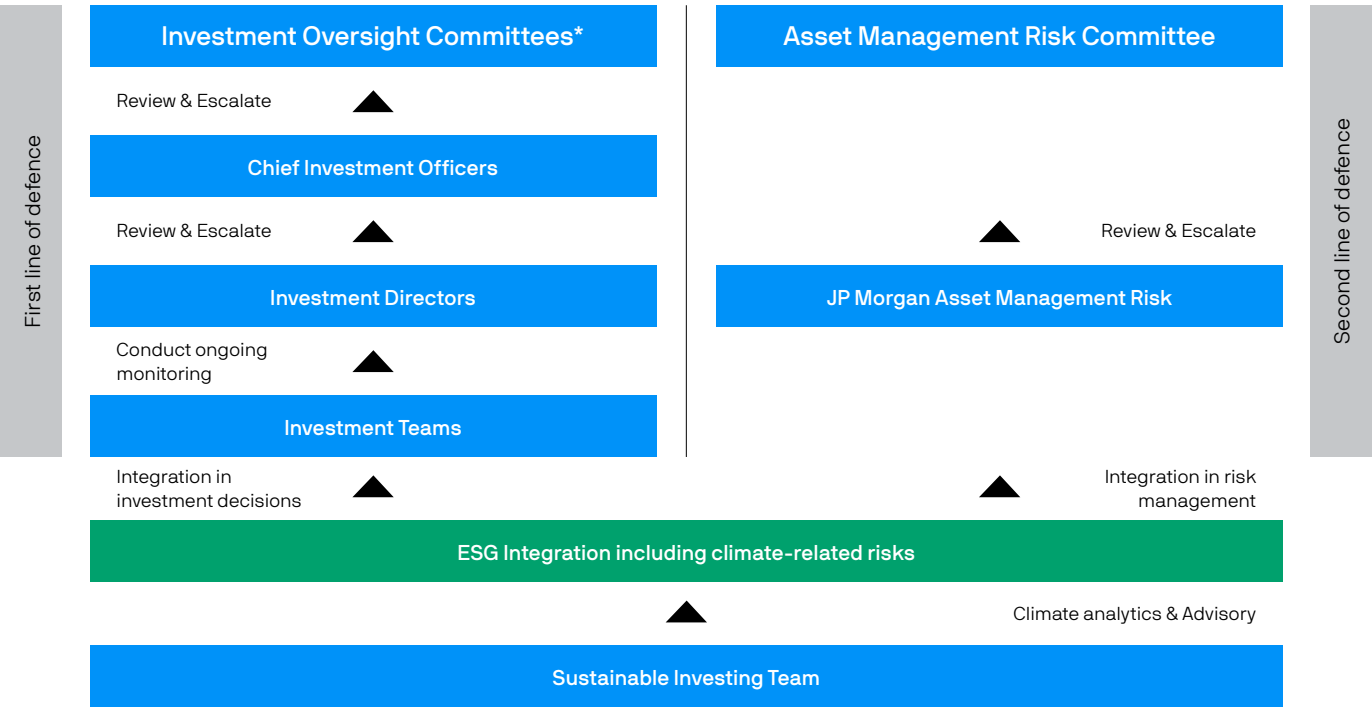 Investment Oversight Committees*
Asset Management Risk Committee
Review & Escalate
Chief Investment Officers
Review & Escalate
Review & Escalate
Investment Directors
JP Morgan Asset Management Risk
Conduct ongoing
monitoring
Investment Teams
Integration in
investment decisions
Integration in risk
management
ESG Integration including climate-related risks
Climate analytics & Advisory
Sustainable Investing Team
First line of defence
Second line of defence